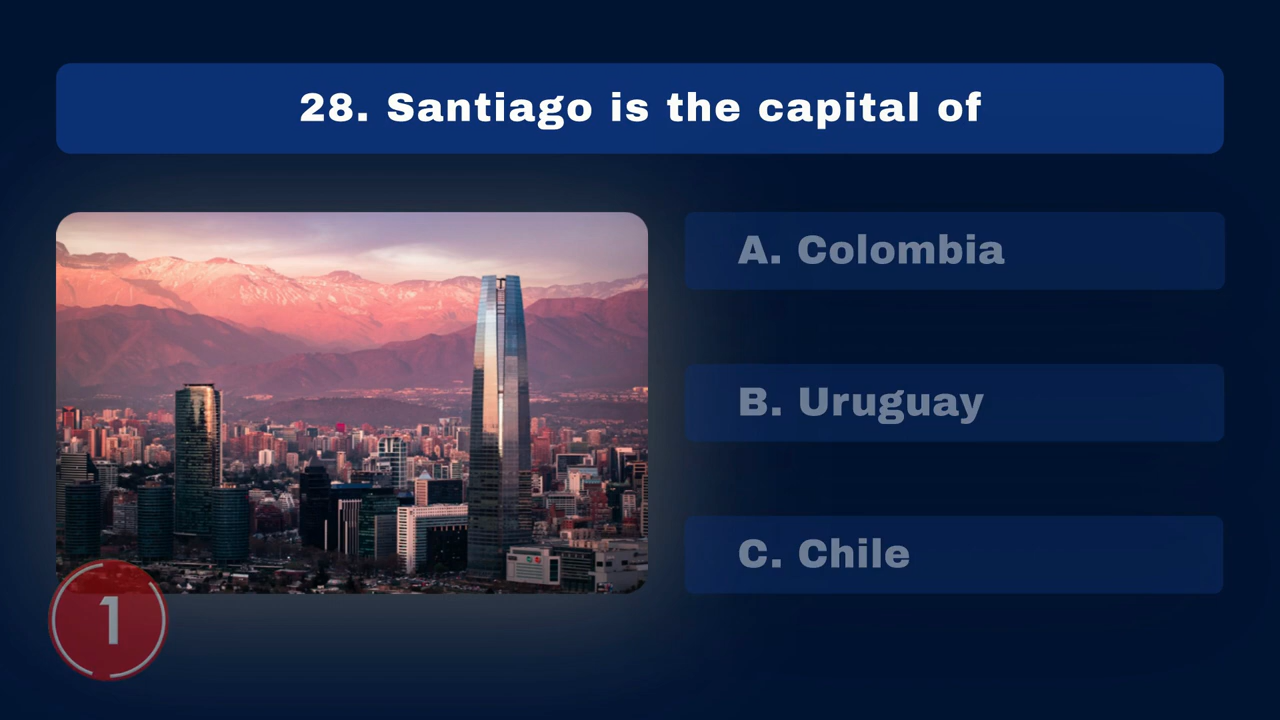 28. Santiago is the capital of
A. Colombia
B. Uruguay
C. Chile
1